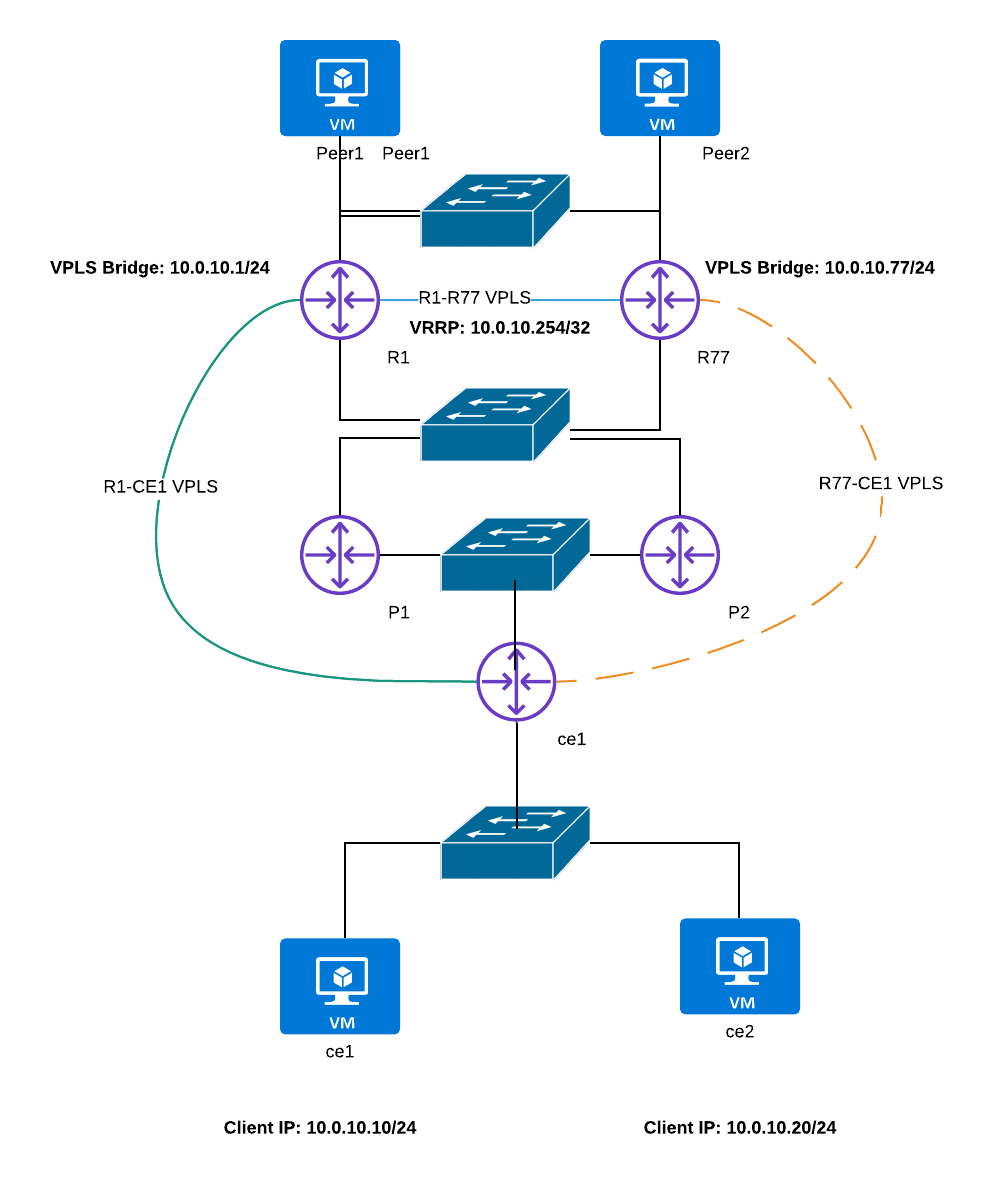 VM
VM
Peer1
Peer1
Peer2
VPLS Bridge: 10.0.10.1/24
VPLS Bridge: 10.0.10.77/24
R1-R77 VPLS
VRRP: 10.0.10.254/32
R1
R77
R1-CE1 VPLS
R77-CE1 VPLS
P1
P2
ce1
VM
VM
ce1
ce2
Client IP: 10.0.10.10/24
Client IP: 10.0.10.20/24